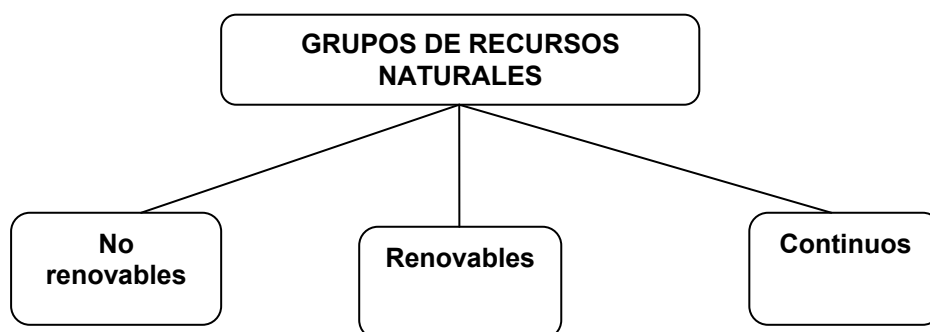 GRUPOS DE RECURSOS
NATURALES
No
renovables
Renovables
Continuos